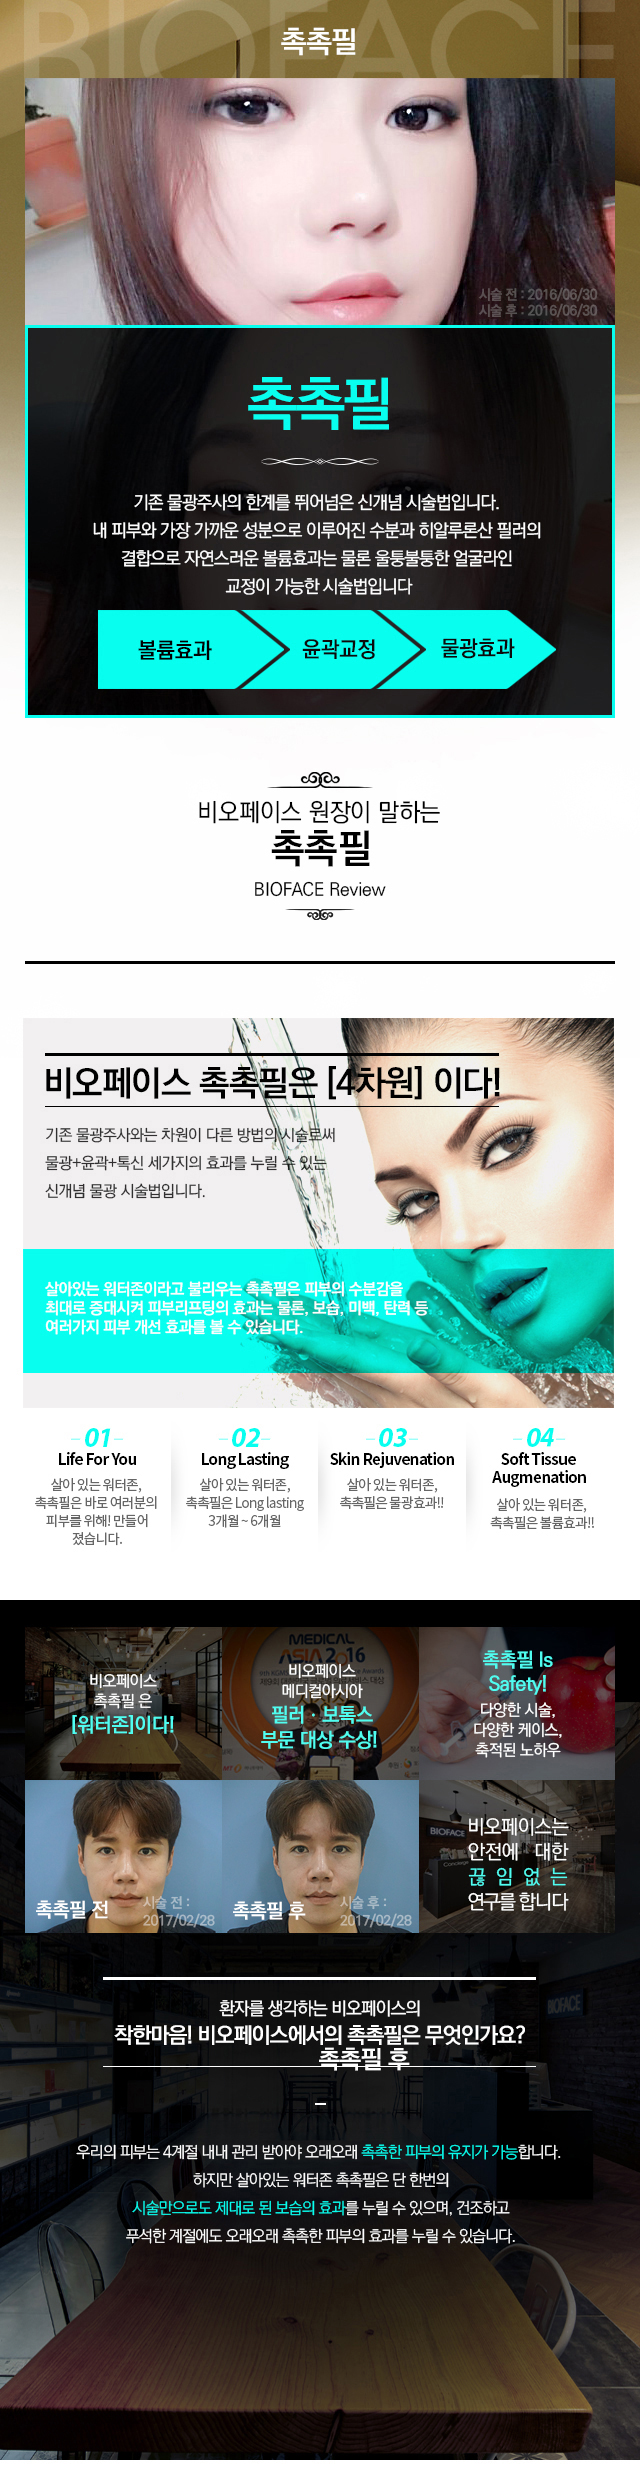 BIOFACE
촉촉필
시술 전 : 2016/06/30
시술 후 : 2016/06/30
촉촉필
기존 물광주사의 한계를 뛰어넘은 신개념 시술법입니다.
내 피부와 가장 가까운 성분으로 이루어진 수분과 히알루론산 필러의
결합으로 자연스러운 볼륨효과는 물론 울퉁불퉁한 얼굴라인
교정이 가능한 시술법입니다
볼륨효과 윤곽교정 물광효과
비오페이스 원장이 말하는
촉촉필
BIOFACE Review
비오페이스 촉촉필은 [4차원] 이다!
기존 물광주사와는 차원이 다른 방법의 시술로써
물광+윤곽+톡신 세가지의 효과를 누릴 수 있는
신개념 물광 시술법입니다.
살아있는 워터존이라고 불리우는 촉촉필은 피부의 수분감을
최대로 증대시켜 피부리프팅의 효과는 물론, 보습, 미백, 탄력 등
여러가지 피부 개선 효과를 볼 수 있습니다.
01
Life For You
살아 있는 워터존,
촉촉필은 바로 여러분의
피부를 위해! 만들어
졌습니다.
02
Long Lasting
살아 있는 워터존,
촉촉필은 Long lasting
3개월 ~ 6개월
03
Skin Rejuvenation
살아 있는 워터존,
촉촉필은 물광효과!!
04
Soft Tissue
Augmenation
살아 있는 워터존,
촉촉필은 볼륨효과!!
비오페이스
촉촉필 은
[워터존]이다!
MEDICAL
ASIA 2016
비오페이스
메디컬아시아
필러 · 보톡스
부문 대상 수상!
촉촉필 Is
Safety!
다양한 시술,
다양한 케이스,
축적된 노하우
촉촉필 전
시술 전 :
2017/02/28
촉촉필 후
시술 후 :
2017/02/28
BIOFACE
비오페이스는
안전에 대한
끊 임 없 는
연구를 합니다
BIOFACE
환자를 생각하는 비오페이스의
착한마음! 비오페이스에서의 촉촉필은 무엇인가요?
촉촉필 후
우리의 피부는 4계절 내내 관리 받아야 오래오래 촉촉한 피부의 유지가 가능합니다.
하지만 살아있는 워터존 촉촉필은 단 한번의
시술만으로도 제대로 된 보습의 효과를 누릴 수 있으며, 건조하고
푸석한 계절에도 오래오래 촉촉한 피부의 효과를 누릴 수 있습니다.